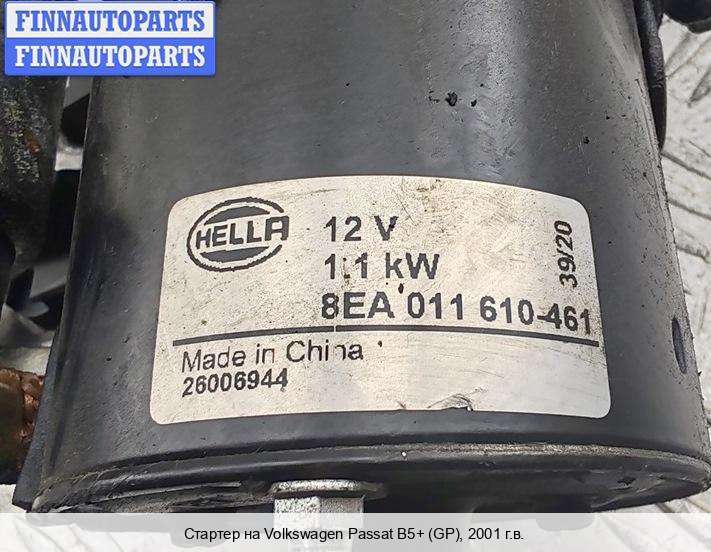 FINNAUTOPARTS
FINNAUTOPARTS
HELLA
12 V
1.1 kW
8EA 011 610-461
39/20
Made in China
26006944
Стартер на Volkswagen Passat B5+ (GP), 2001 г.в.